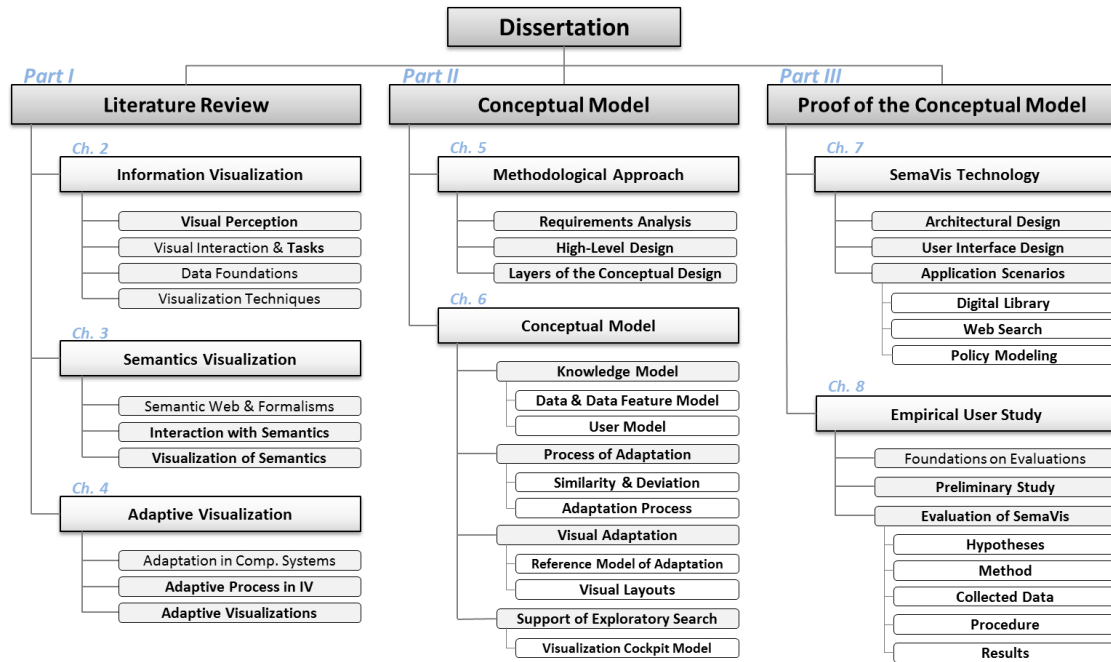 Dissertation
Part I
Literature Review
Ch. 2
Information Visualization
Visual Perception
Visual Interaction & Tasks
Data Foundations
Visualization Techniques
Ch. 3
Semantics Visualization
Semantic Web & Formalisms
Interaction with Semantics
Visualization of Semantics
Ch. 4
Adaptive Visualization
Adaptation in Comp. Systems
Adaptive Process in IV
Adaptive Visualizations
Part II
Conceptual Model
Ch. 5
Methodological Approach
Requirements Analysis
High-Level Design
Layers of the Conceptual Design
Ch. 6
Conceptual Model
Knowledge Model
Data & Data Feature Model
User Model
Process of Adaptation
Similarity & Deviation
Adaptation Process
Visual Adaptation
Reference Model of Adaptation
Visual Layouts
Support of Exploratory Search
Visualization Cockpit Model
Part III
Proof of the Conceptual Model
Ch. 7
SemaVis Technology
Architectural Design
User Interface Design
Application Scenarios
Digital Library
Web Search
Policy Modeling
Ch. 8
Empirical User Study
Foundations on Evaluations
Preliminary Study
Evaluation of SemaVis
Hypotheses
Method
Collected Data
Procedure
Results